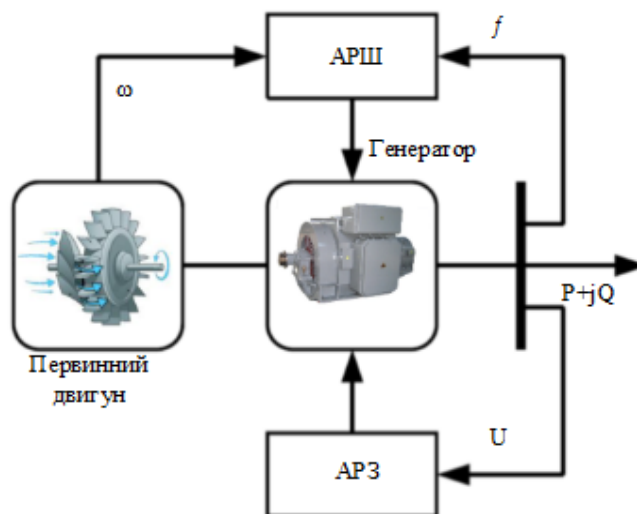 f
АРШ
ω
Генератор
P+jQ
Первинний
двигун
U
АРЗ